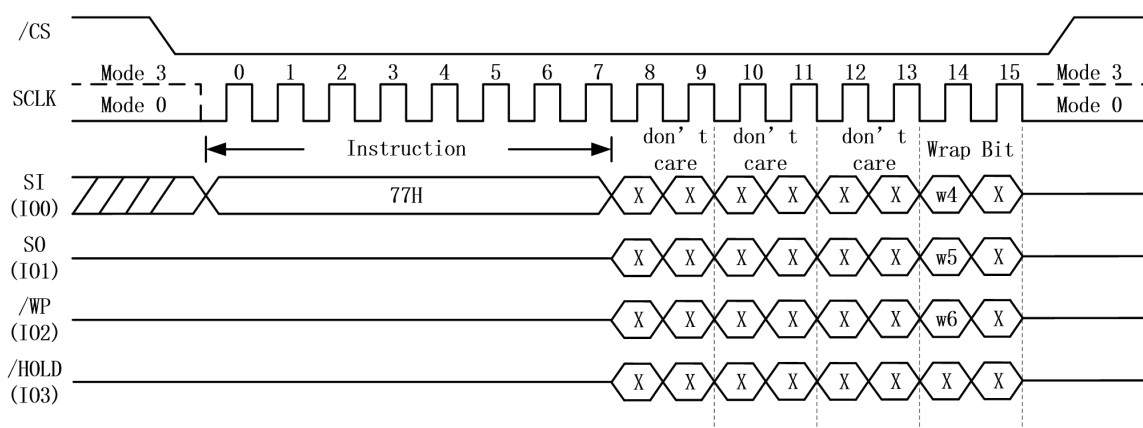 /CS
Mode 3 0 1 2 3 4 5 6 7 8 9 10 11 12 13 14 15 Mode 3
SCLK
Mode 0 Mode 0
Instruction
don't care
don't care
don't care
Wrap Bit
SI
(IO0)
77H X X X X X X w4 X
SO
(IO1)
X X X X X X w5 X
/WP
(IO2)
X X X X X X w6 X
/HOLD
(IO3)
X X X X X X X X